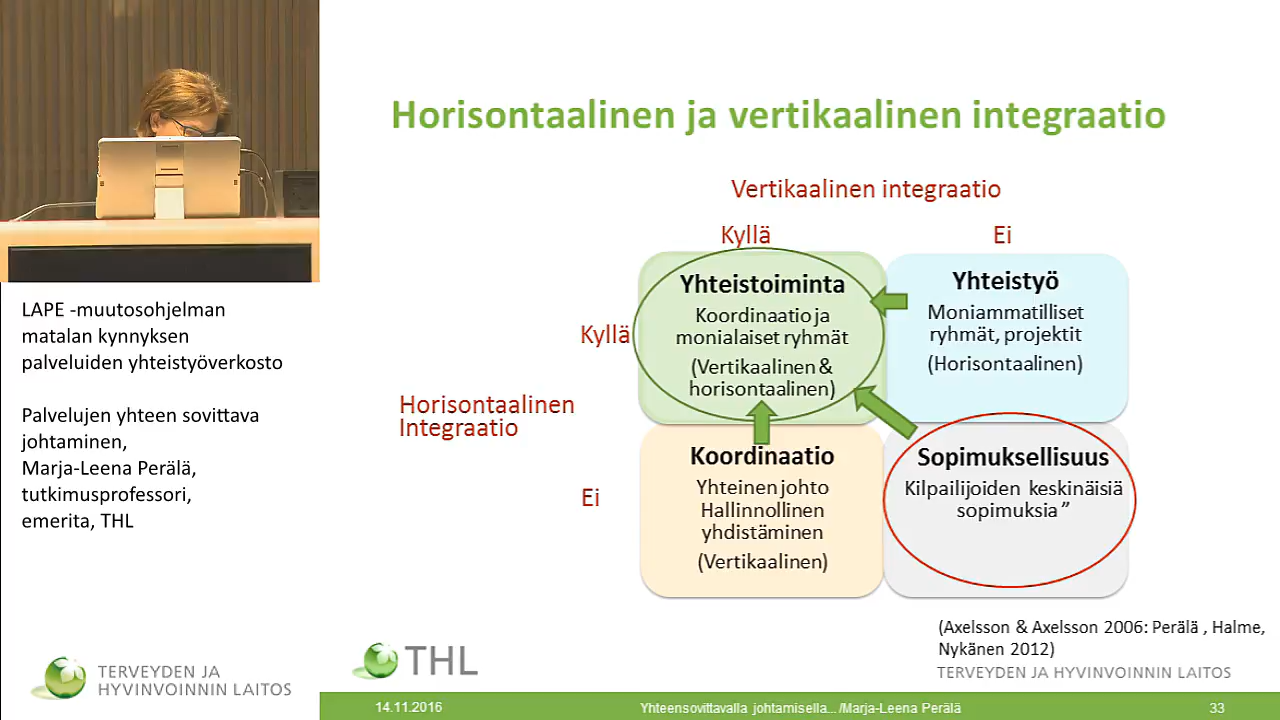 Horisontaalinen ja vertikaalinen integraatio
Vertikaalinen integraatio
Kyllä
Ei
Kyllä
Horisontaalinen
Integraatio
Ei
Yhteistoiminta
Koordinaatio ja
monialaiset ryhmät
(Vertikaalinen &
horisontaalinen)
Yhteistyö
Moniammatilliset
ryhmät, projektit
(Horisontaalinen)
Koordinaatio
Yhteinen johto
Hallinnollinen
yhdistäminen
(Vertikaalinen)
Sopimuksellisuus
Kilpailijoiden keskinäisiä
sopimuksia”
(Axelsson & Axelsson 2006: Perälä , Halme,
Nykänen 2012)
TERVEYDEN JA HYVINVOINNIN LAITOS
THL
14.11.2016
Yhteensovittavalla johtamisella... /Marja-Leena Perälä
33
LAPE -muutosohjelman
matalan kynnyksen
palveluiden yhteistyöverkosto
Palvelujen yhteen sovittava
johtaminen,
Marja-Leena Perälä,
tutkimusprofessori,
emerita, THL
TERVEYDEN JA
HYVINVOINNIN LAITOS